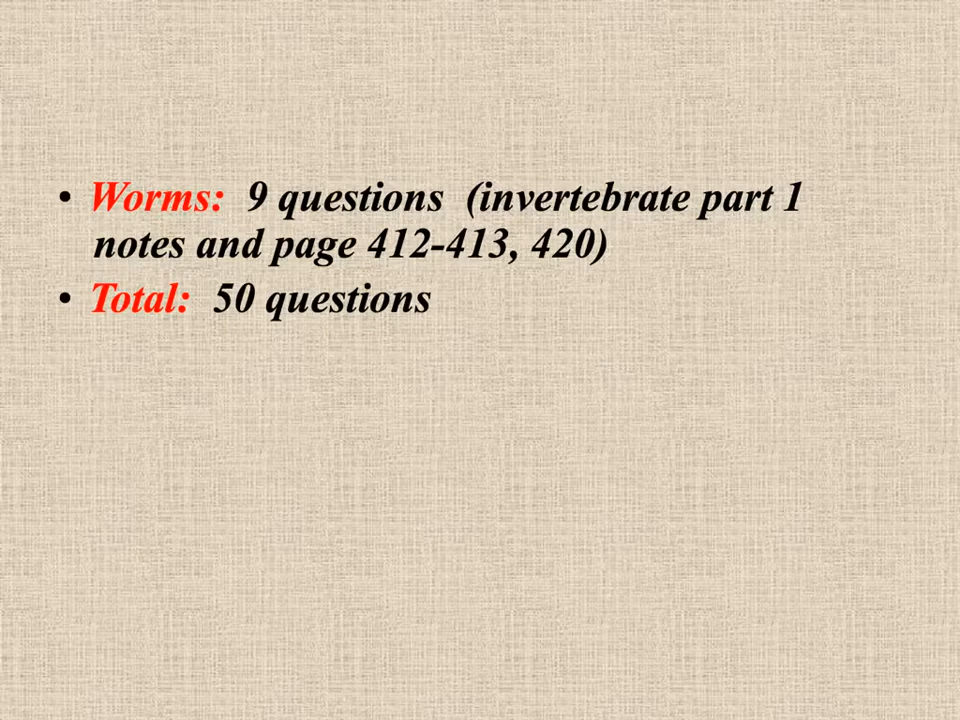 • Worms:  9 questions  (invertebrate part 1
notes and page 412-413, 420)
• Total:  50 questions